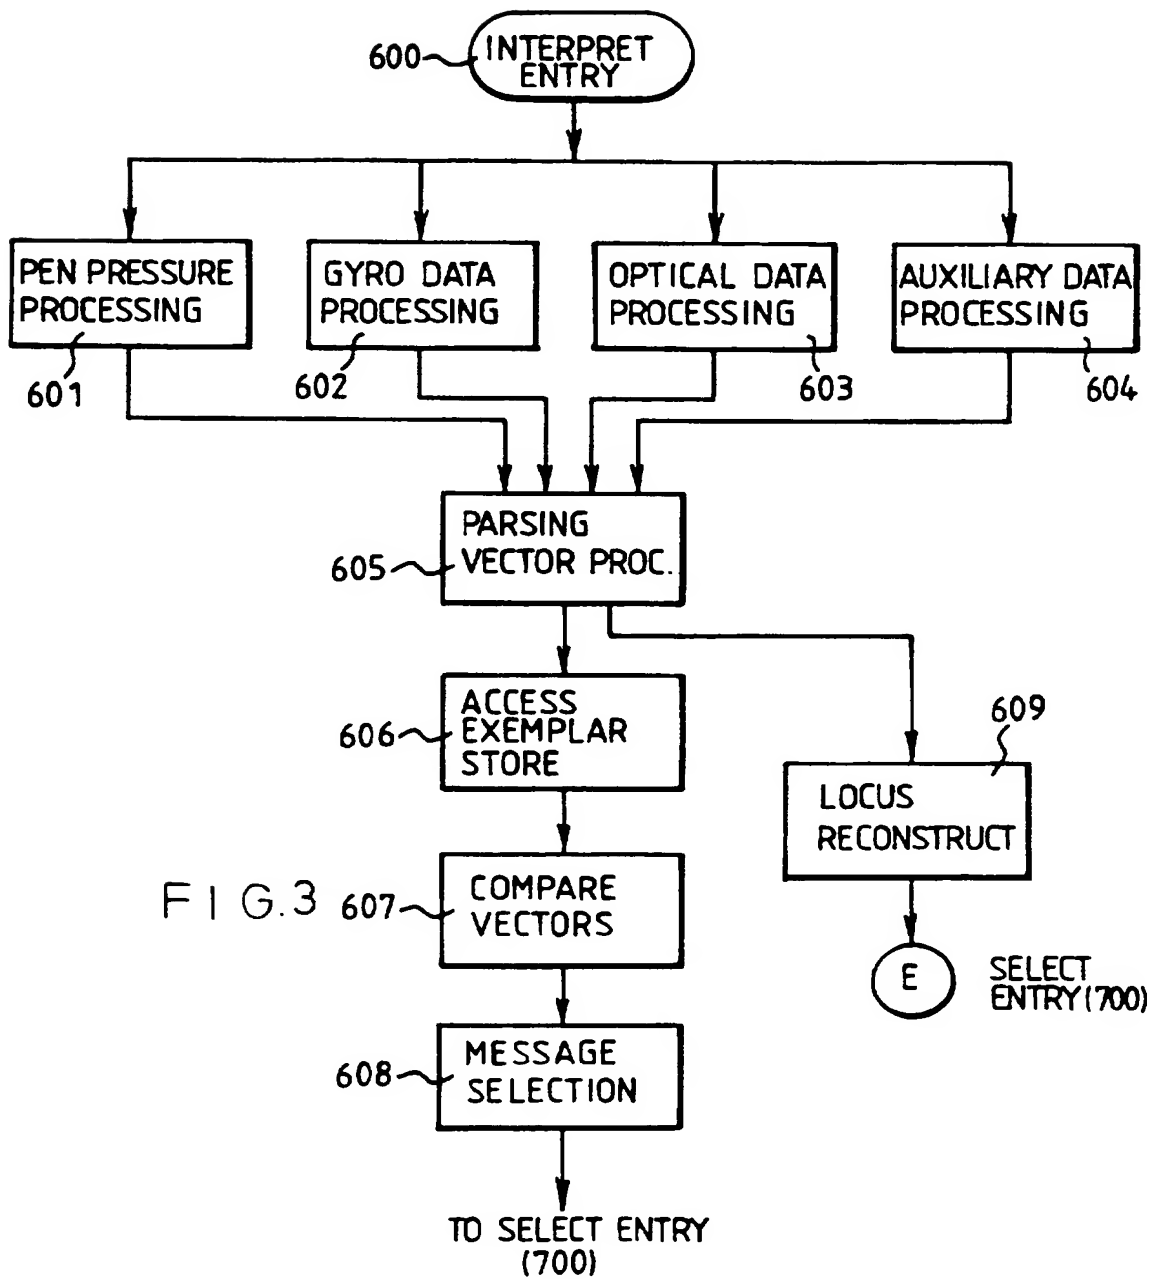 600
INTERPRET
ENTRY
PEN PRESSURE
PROCESSING
601
GYRO DATA
PROCESSING
602
OPTICAL DATA
PROCESSING
603
AUXILIARY DATA
PROCESSING
604
PARSING
VECTOR PROC.
605
ACCESS
EXEMPLAR
STORE
606
609
LOCUS
RECONSTRUCT
FIG.3
607
COMPARE
VECTORS
E
SELECT
ENTRY(700)
608
MESSAGE
SELECTION
TO SELECT ENTRY
(700)